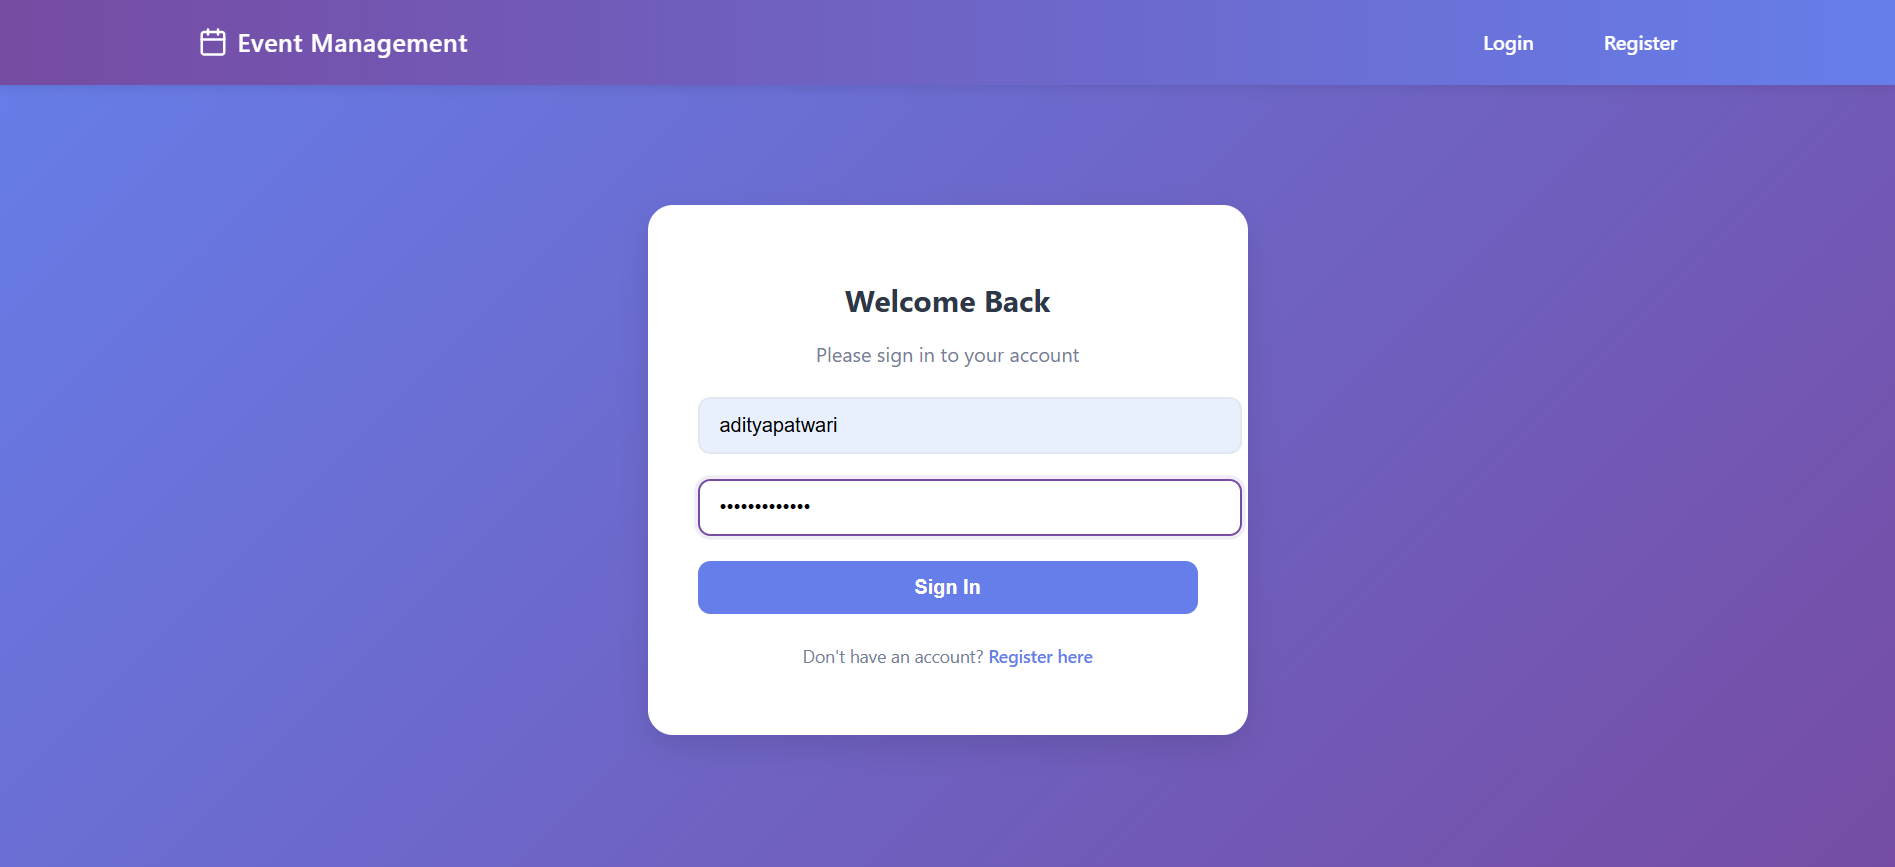 Event Management
Login
Register
Welcome Back
Please sign in to your account
adityapatwari
•••••••••••••
Sign In
Don't have an account? Register here